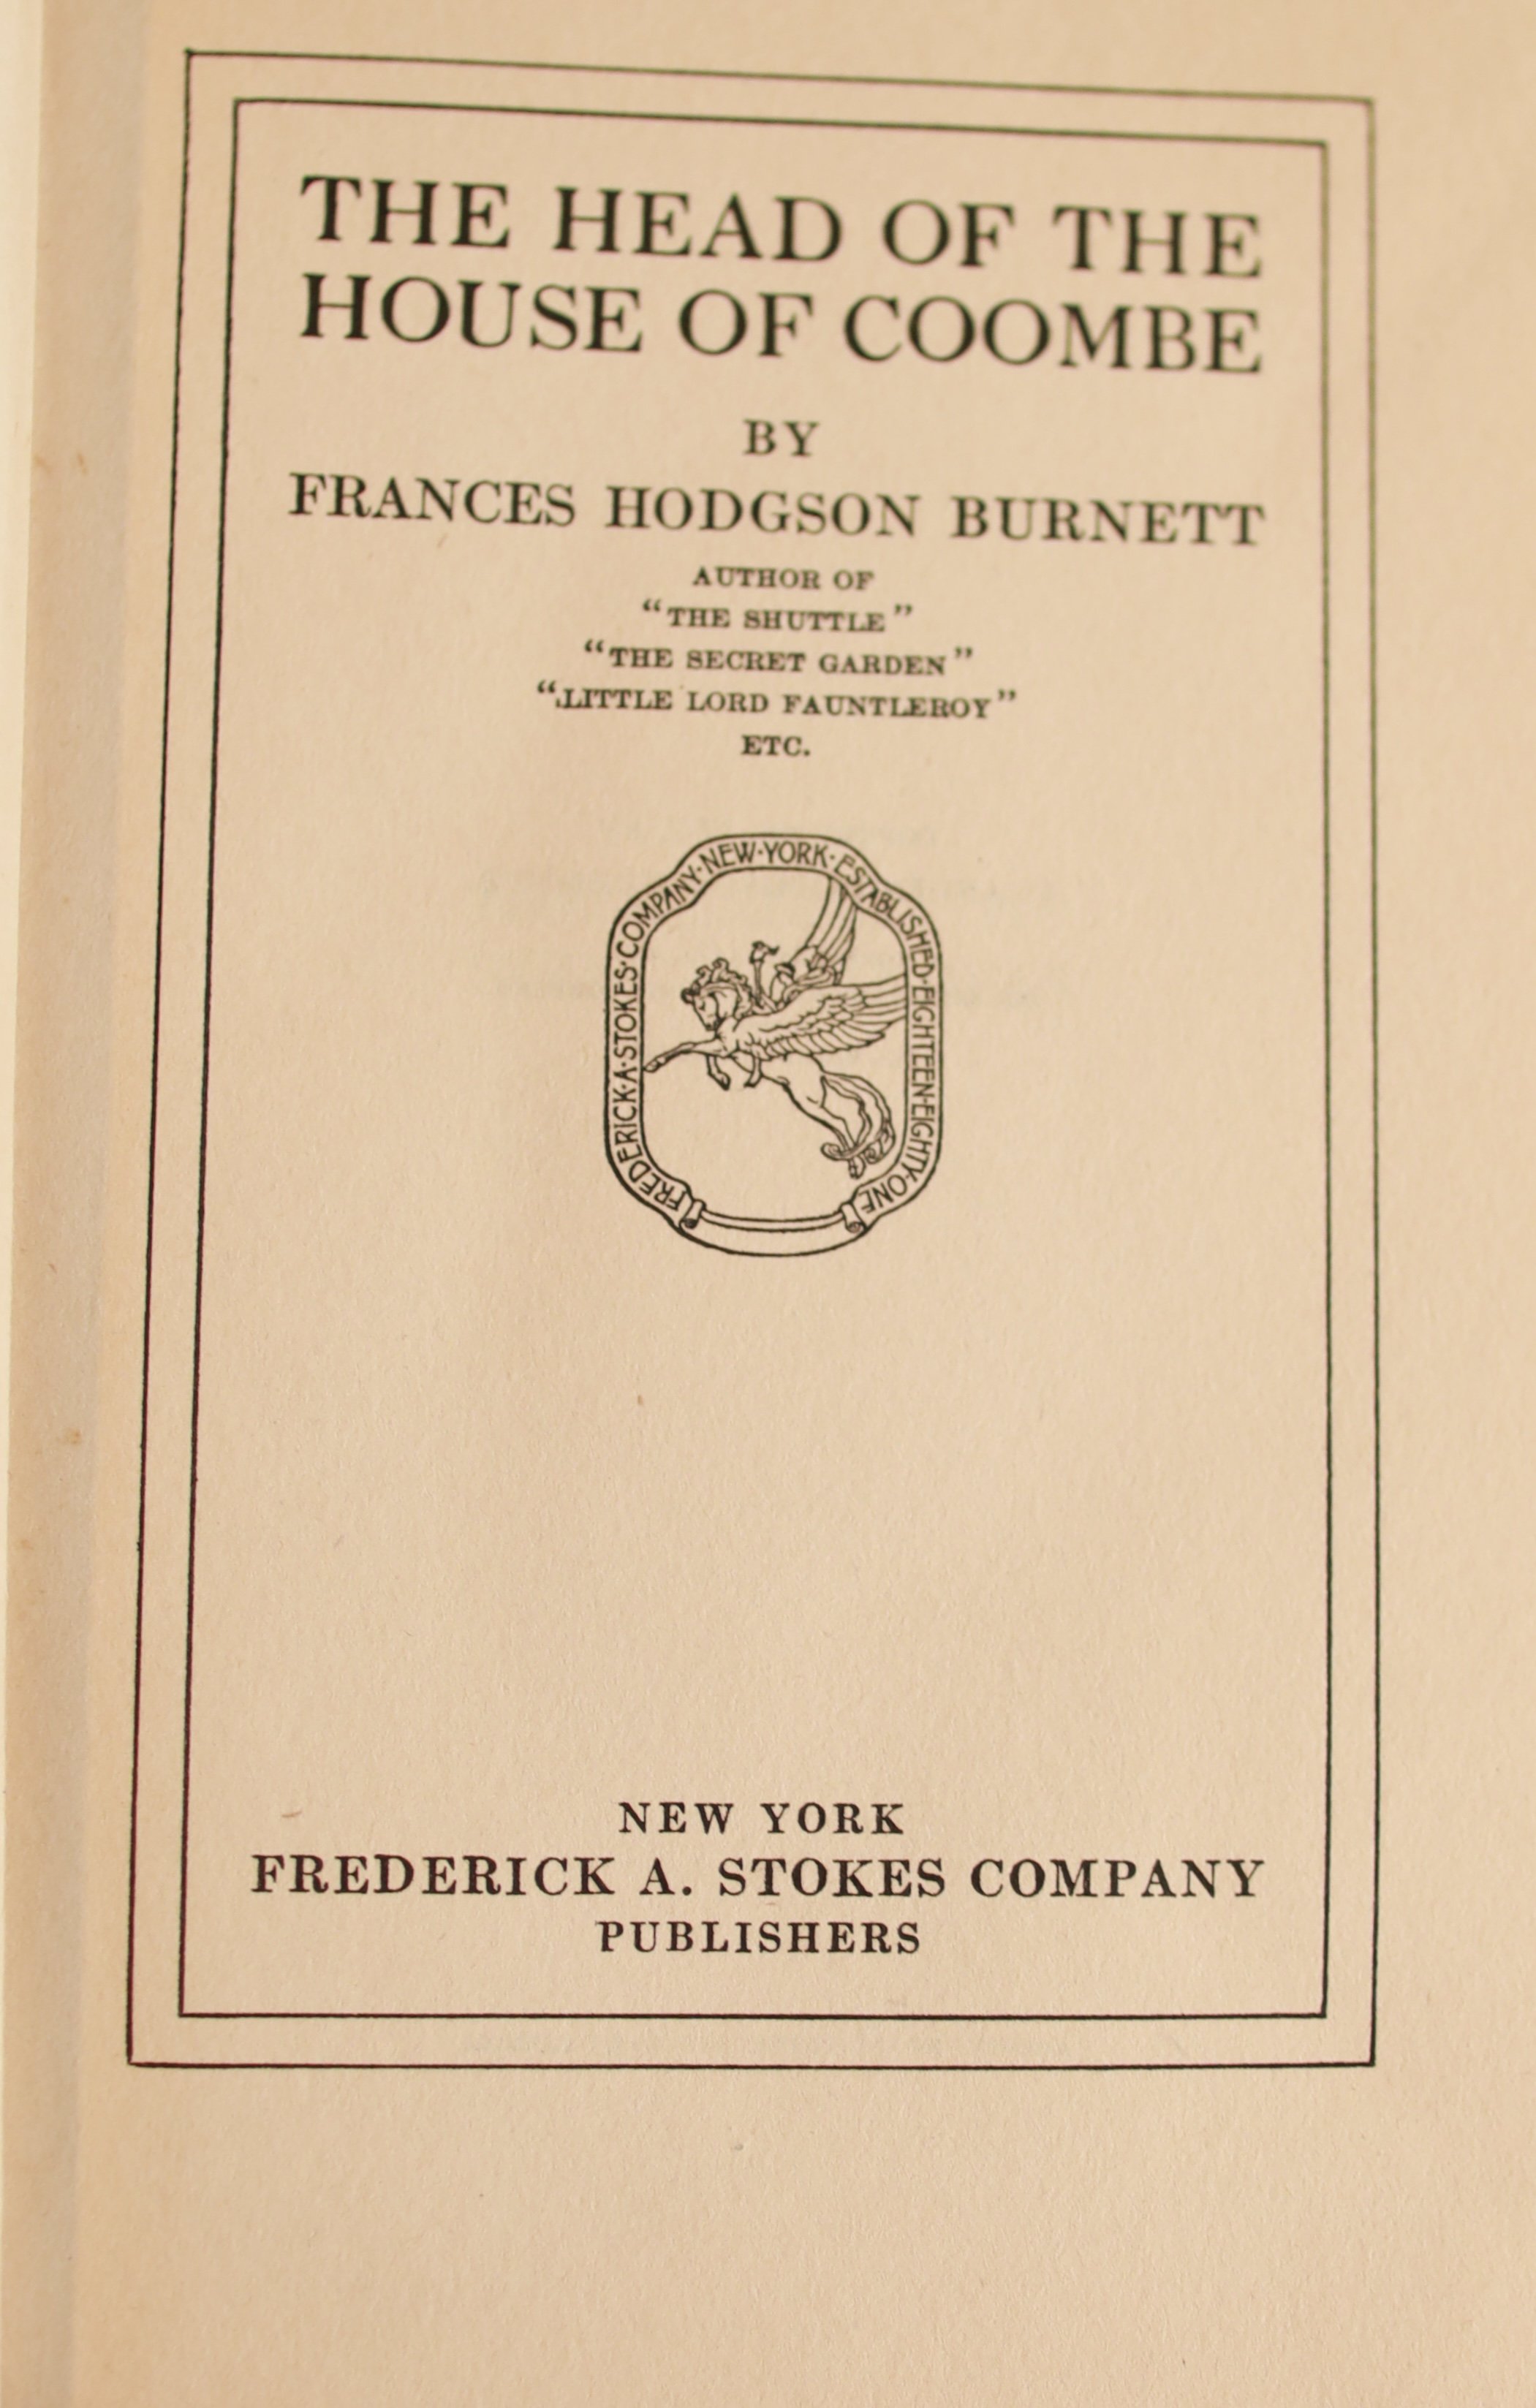 THE HEAD OF THE
HOUSE OF COOMBE
BY
FRANCES HODGSON BURNETT
AUTHOR OF
"THE SHUTTLE"
"THE SECRET GARDEN"
"LITTLE LORD FAUNTLEROY"
ETC.
FREDERICK·A·STOKES·COMPANY·NEW·YORK·ESTABLISHED·EIGHTEEN·EIGHTY·ONE
NEW YORK
FREDERICK A. STOKES COMPANY
PUBLISHERS